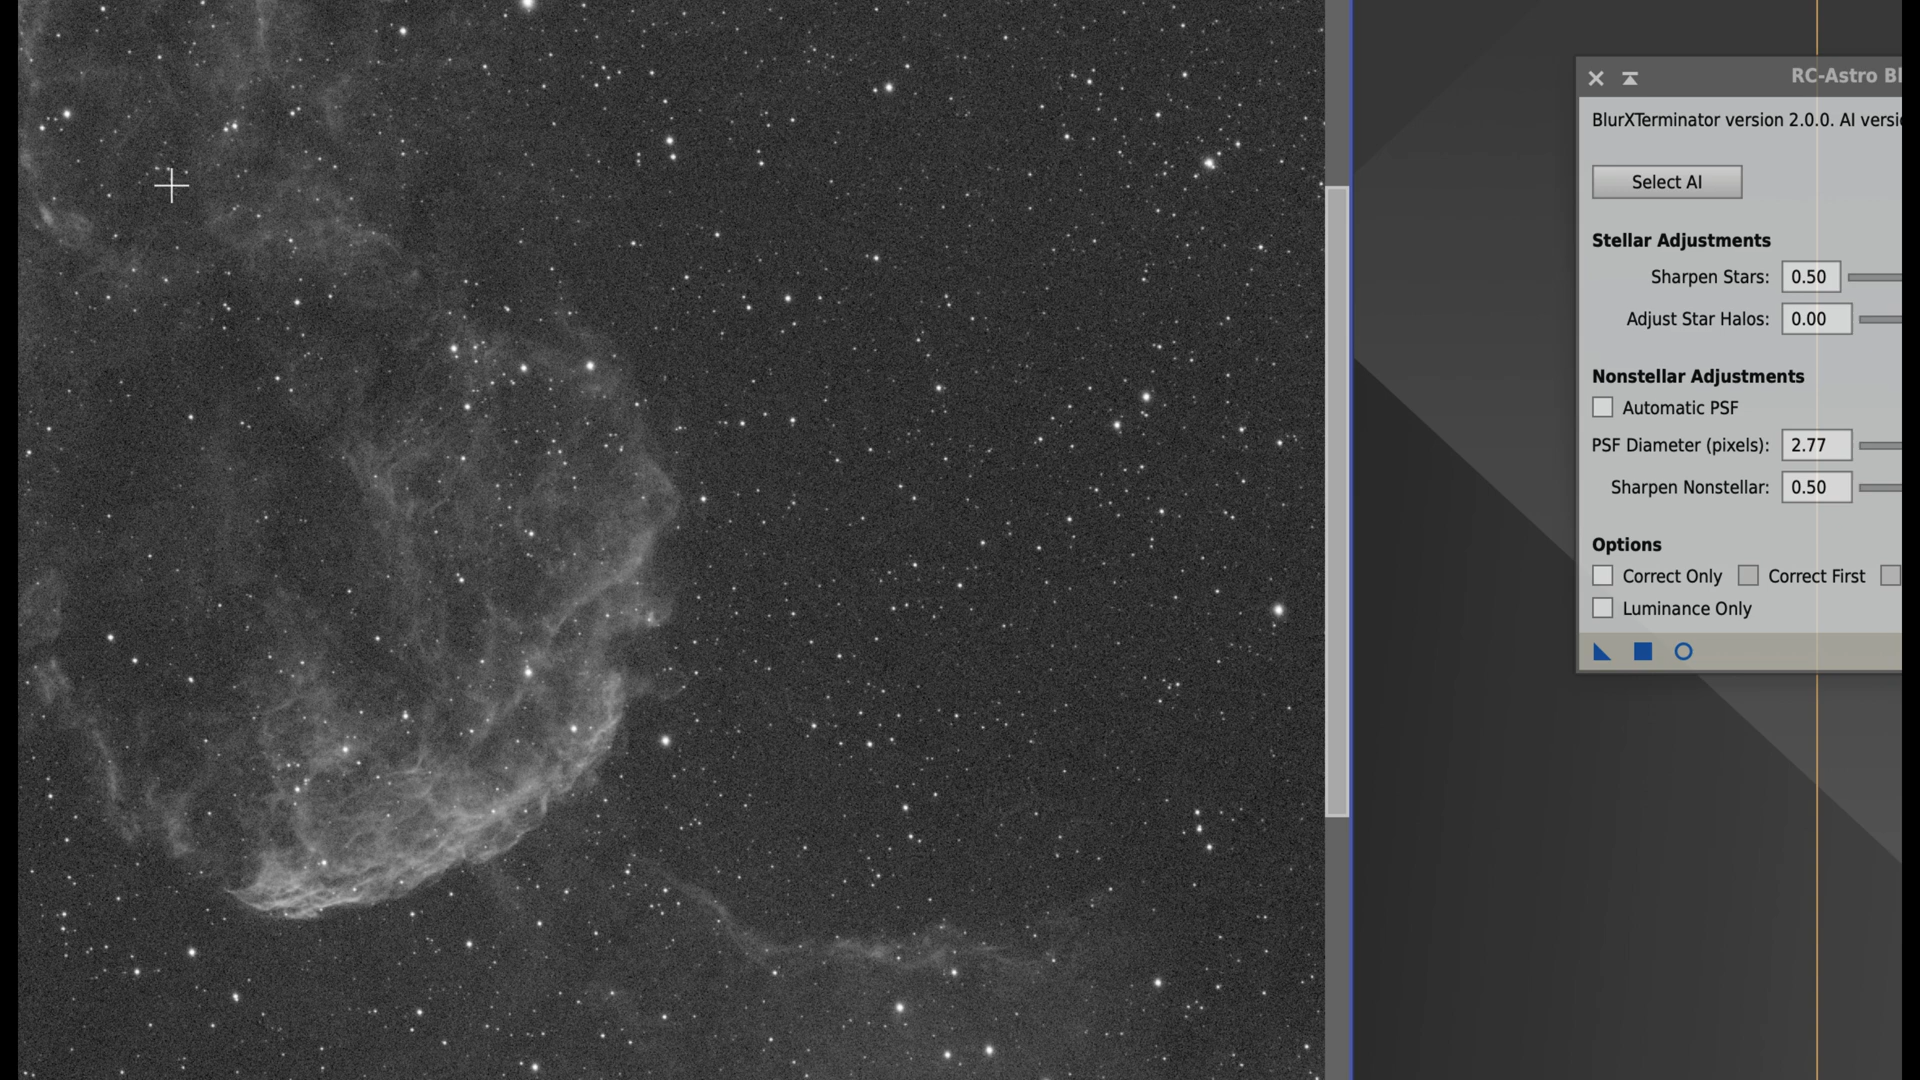 RC-Astro
BlurXTerminator version 2.0.0. AI
Select AI
Stellar Adjustments
Sharpen Stars: 0.50
Adjust Star Halos: 0.00
Nonstellar Adjustments
Automatic PSF
PSF Diameter (pixels): 2.77
Sharpen Nonstellar: 0.50
Options
Correct Only Correct First
Luminance Only